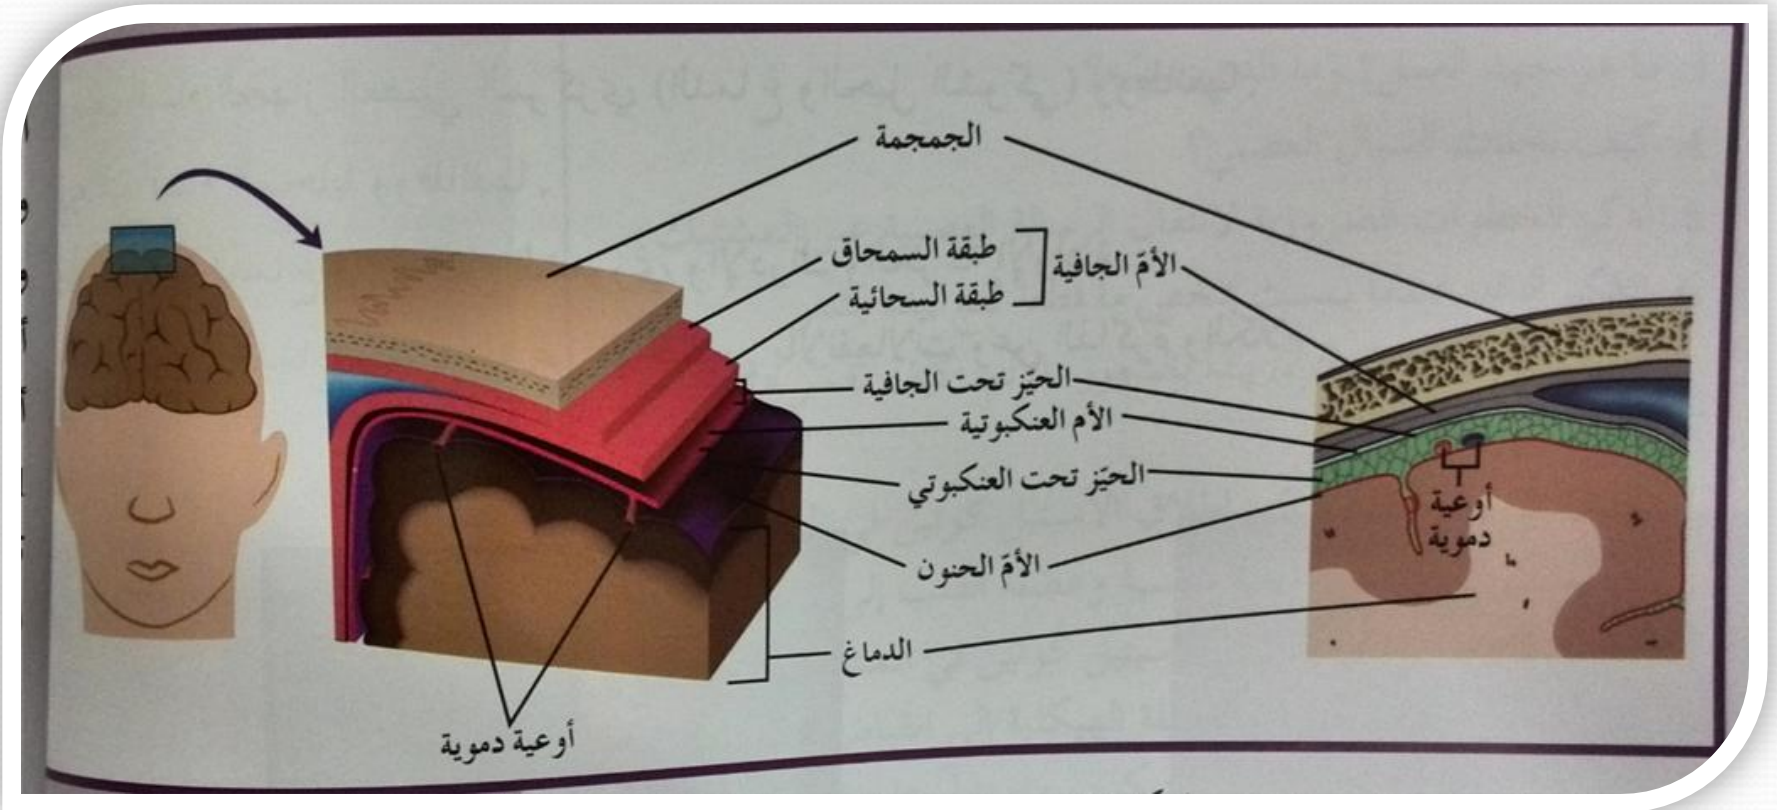 الجمجمة
طبقة السمحاق
الأمّ الجافية
طبقة السحائية
الحيّز تحت الجافية
الأم العنكبوتية
الحيّز تحت العنكبوتي
أوعية
دموية
الأمّ الحنون
الدماغ
أوعية دموية